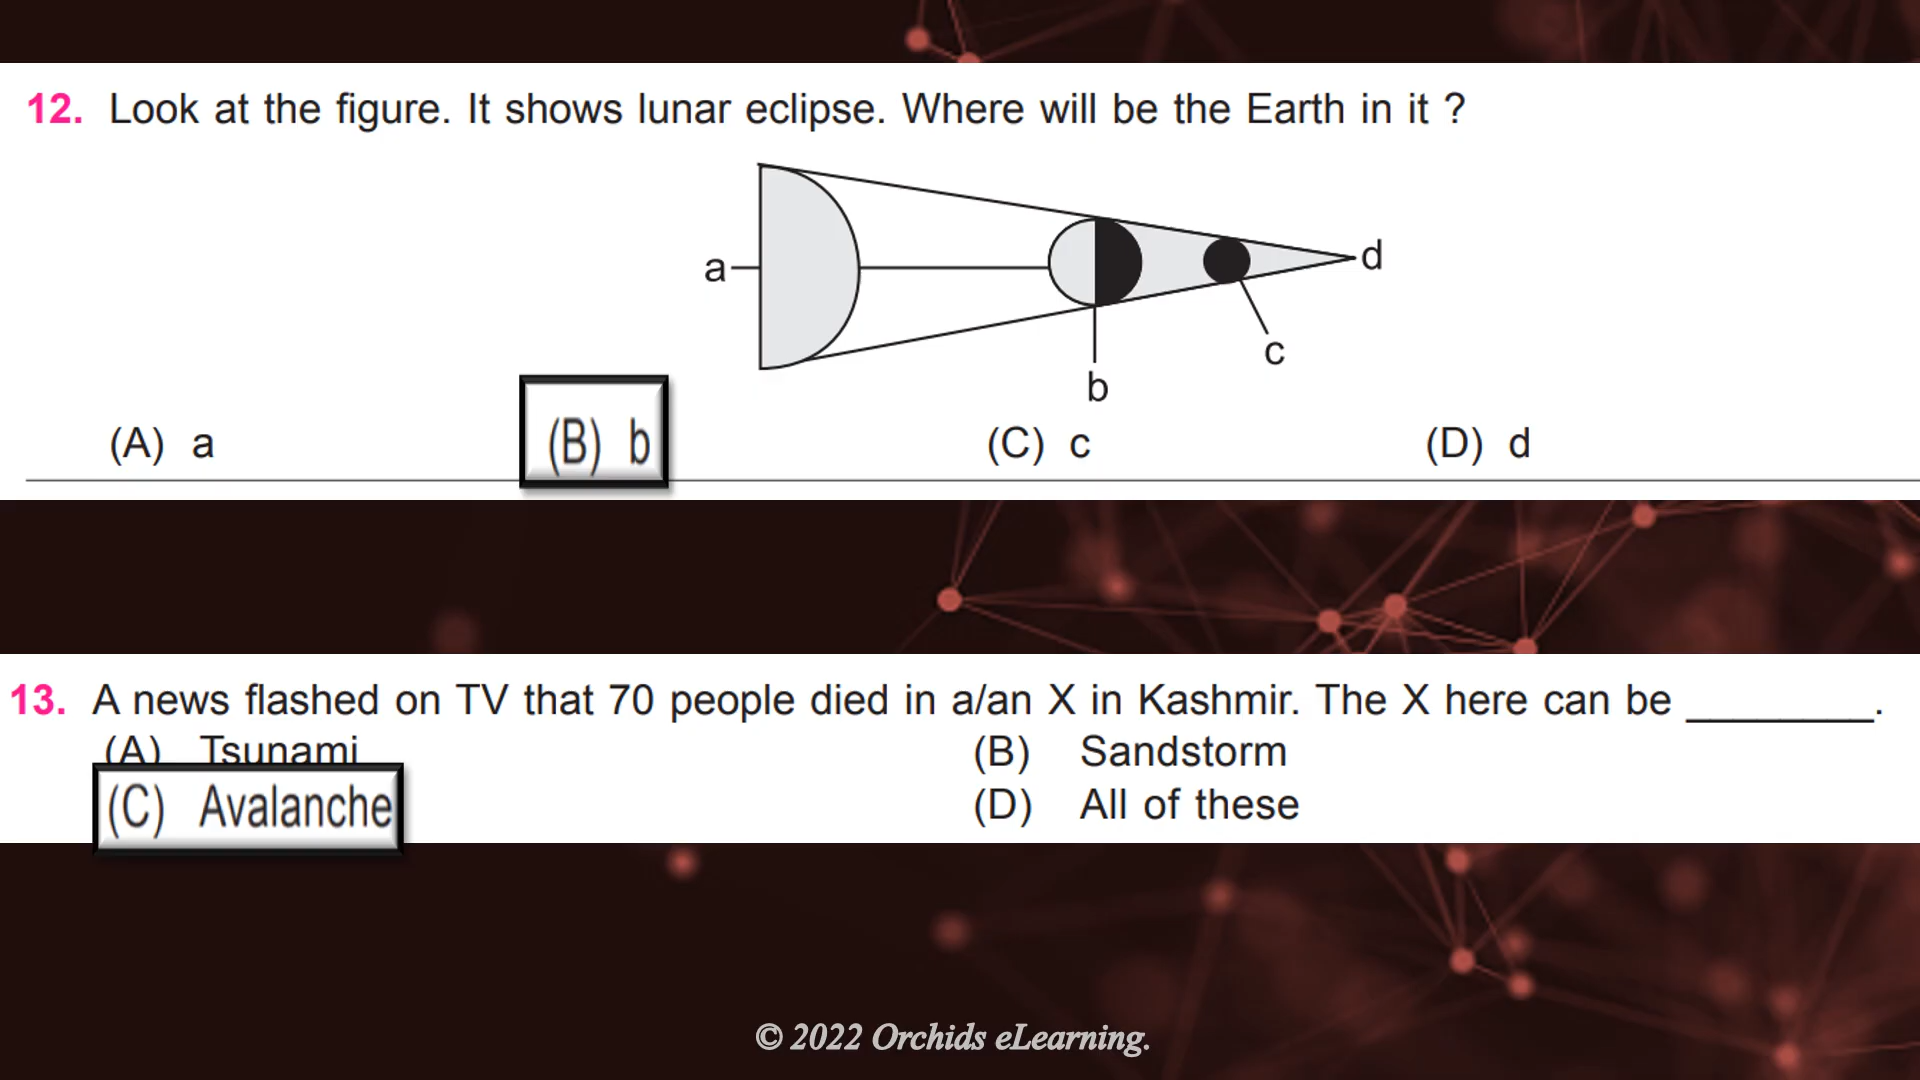 12. Look at the figure. It shows lunar eclipse. Where will be the Earth in it ?
a
d
c
b
(A) a (B) b (C) c (D) d
13. A news flashed on TV that 70 people died in a/an X in Kashmir. The X here can be ________.
(A) Tsunami (B) Sandstorm
(C) Avalanche (D) All of these
© 2022 Orchids eLearning.